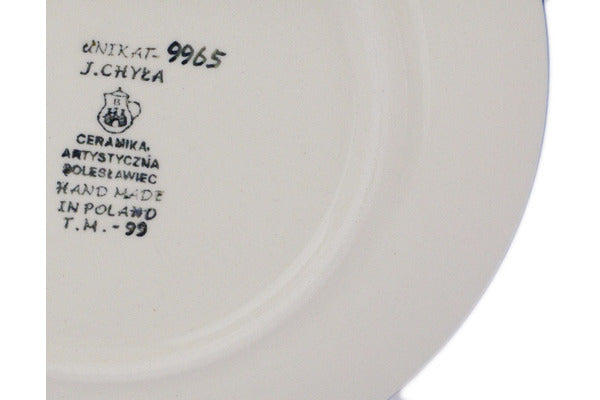 UNIKAT-9965
J.CHYŁA
B
CERAMIKA
ARTYSTYCZNA
BOLESŁAWIEC
HAND MADE
IN POLAND
T.M.-99